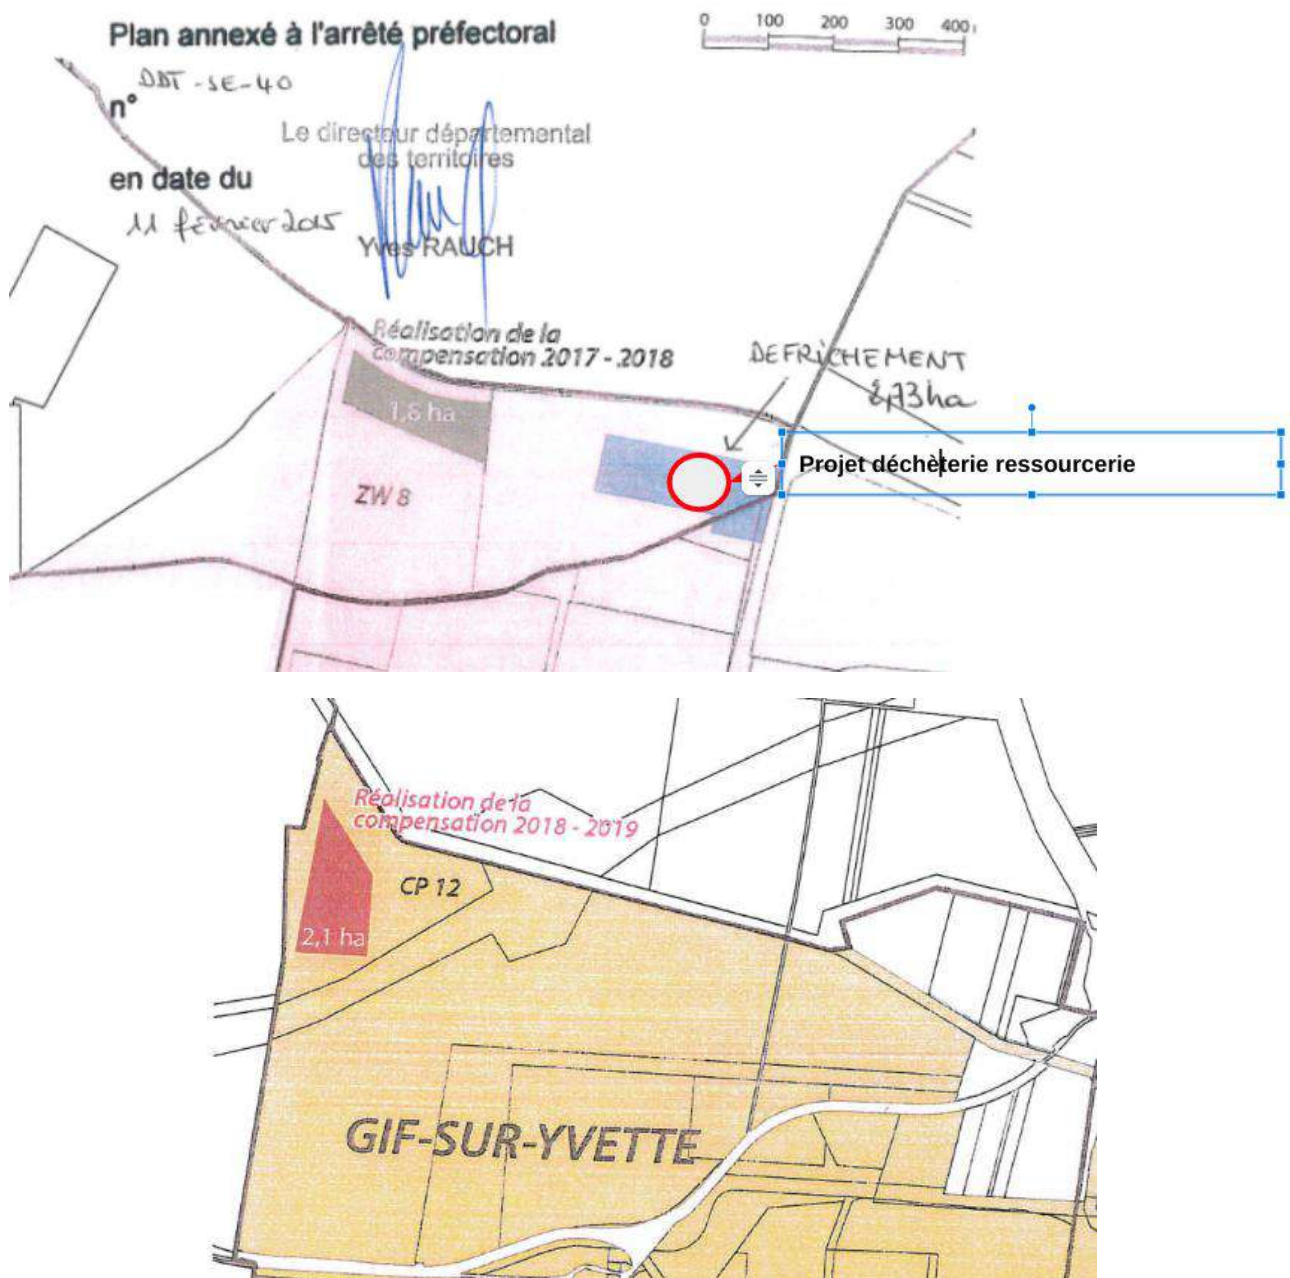 Plan annexé à l'arrêté préfectoral
0 100 200 300 400
DDT-SE-40
n°
Le directeur départemental
des territoires
en date du
11 février 2015
Yves RAUCH
Réalisation de la
compensation 2017 - 2018
DEFRICHEMENT
1,6 ha
Projet déchèterie ressourcerie
ZW 8
Réalisation de la
compensation 2018 - 2019
CP 12
2,1 ha
GIF-SUR-YVETTE